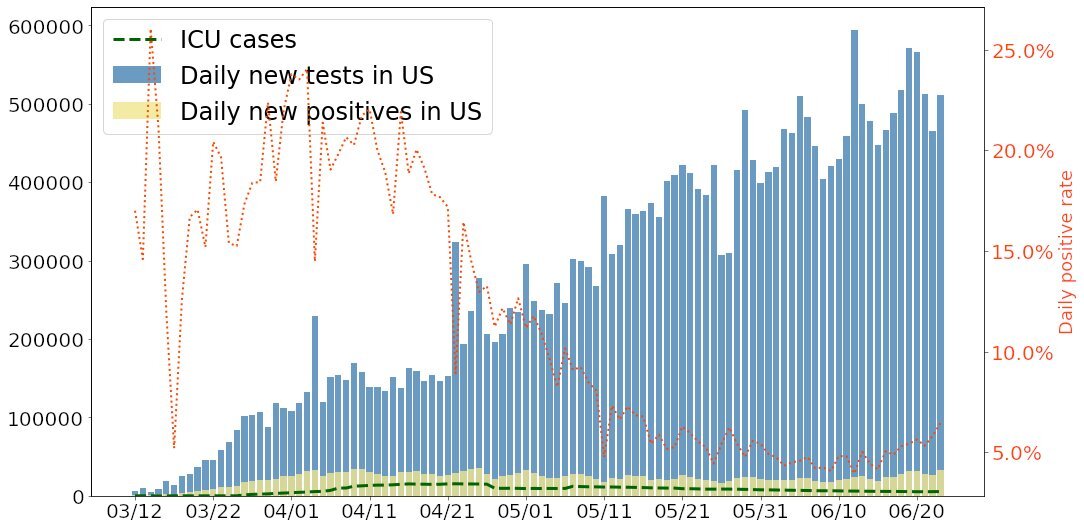 ICU cases
Daily new tests in US
Daily new positives in US
600000
500000
400000
300000
200000
100000
0
25.0%
20.0%
15.0%
10.0%
5.0%
Daily positive rate
03/12 03/22 04/01 04/11 04/21 05/01 05/11 05/21 05/31 06/10 06/20